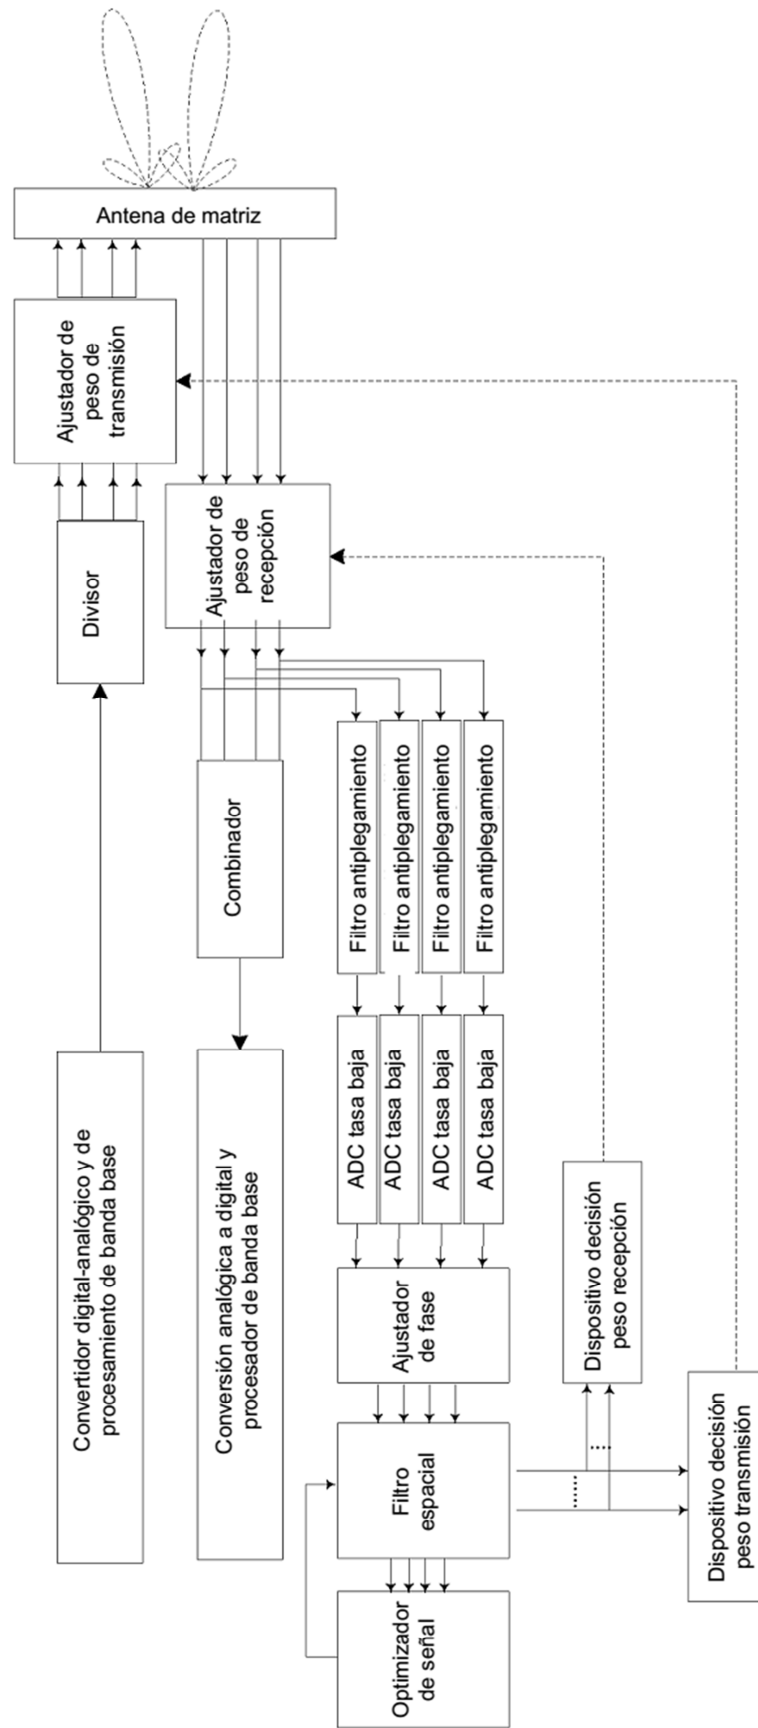 Antena de matriz
Ajustador de
peso de
transmisión
Ajustador de
peso de
recepción
Divisor
Combinador
Filtro antiplegamiento
Filtro antiplegamiento
Filtro antiplegamiento
Filtro antiplegamiento
ADC tasa baja
ADC tasa baja
ADC tasa baja
ADC tasa baja
Convertidor digital-analógico y de
procesamiento de banda base
Conversión analógica a digital y
procesador de banda base
Ajustador
de fase
Dispositivo decisión
peso recepción
Filtro
espacial
Dispositivo decisión
peso transmisión
Optimizador
de señal